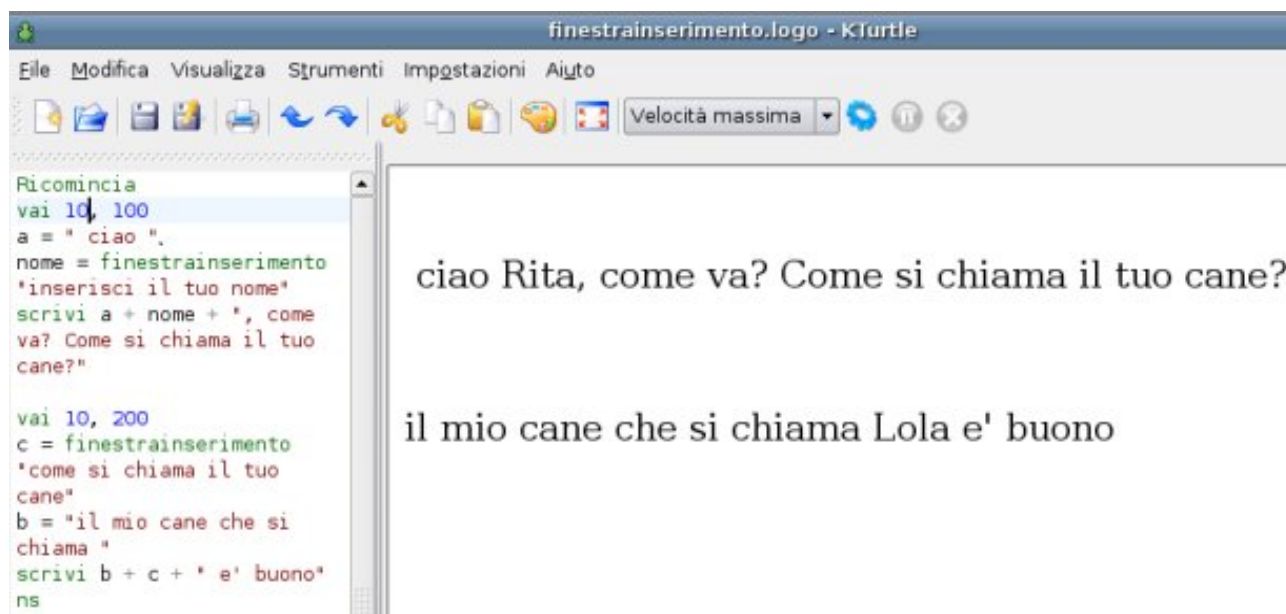 finestrainserimento.logo - KTurtle
File Modifica Visualizza Strumenti Impostazioni Aiuto
Velocità massima
Ricomincia
vai 10, 100
a = " ciao "
nome = finestrainserimento
"inserisci il tuo nome"
scrivi a + nome + ", come
va? Come si chiama il tuo
cane?"
vai 10, 200
c = finestrainserimento
"come si chiama il tuo
cane"
b = "il mio cane che si
chiama "
scrivi b + c + " e' buono"
ns
ciao Rita, come va? Come si chiama il tuo cane?
il mio cane che si chiama Lola e' buono